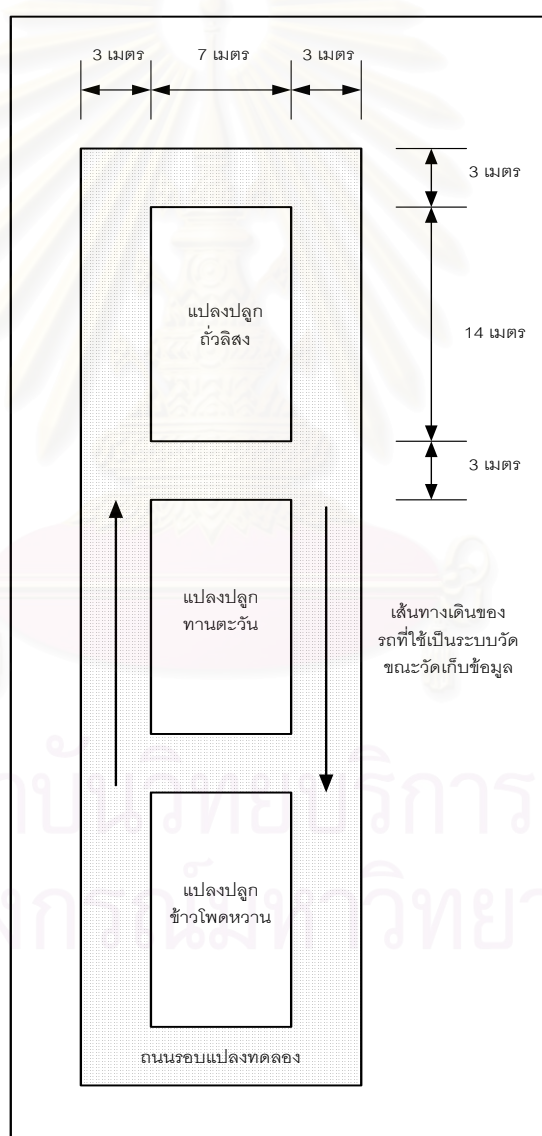 3 เมตร 7 เมตร 3 เมตร
3 เมตร
แปลงปลูก
ถั่วลิสง
14 เมตร
3 เมตร
แปลงปลูก
ทานตะวัน
เส้นทางเดินของ
รถที่ใช้เป็นระบบวัด
ขณะวัดเก็บข้อมูล
แปลงปลูก
ข้าวโพดหวาน
ถนนรอบแปลงทดลอง